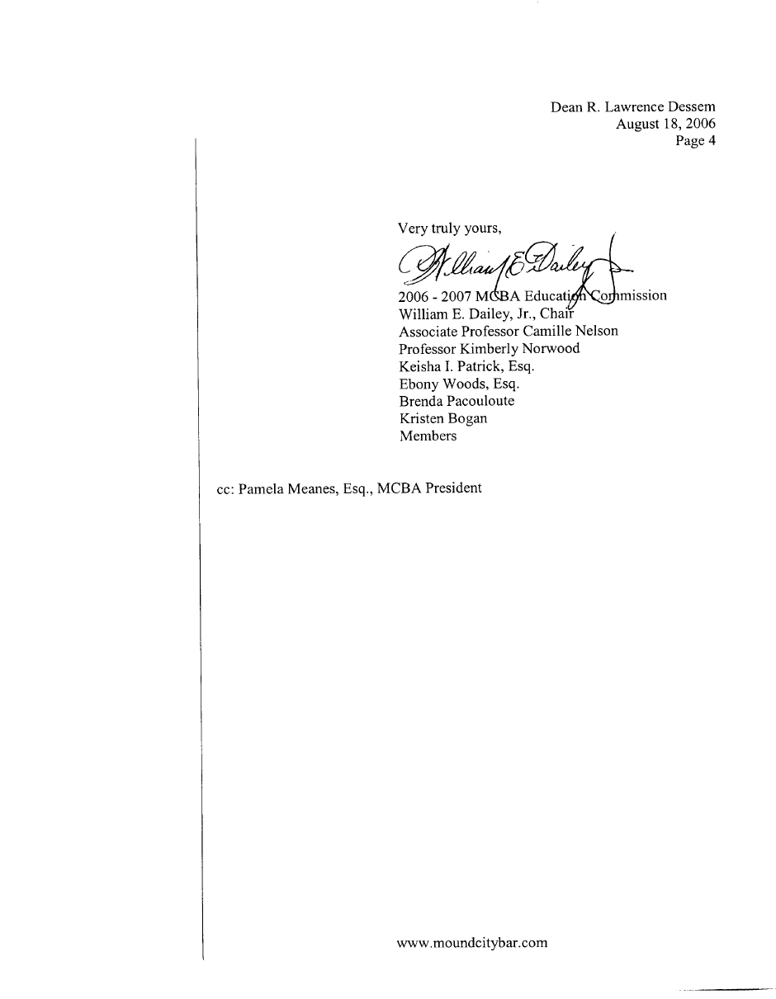 Dean R. Lawrence Dessem
August 18, 2006
Page 4
Very truly yours,
William E Dailey Jr
2006 - 2007 MCBA Education Commission
William E. Dailey, Jr., Chair
Associate Professor Camille Nelson
Professor Kimberly Norwood
Keisha I. Patrick, Esq.
Ebony Woods, Esq.
Brenda Pacouloute
Kristen Bogan
Members
cc: Pamela Meanes, Esq., MCBA President
www.moundcitybar.com